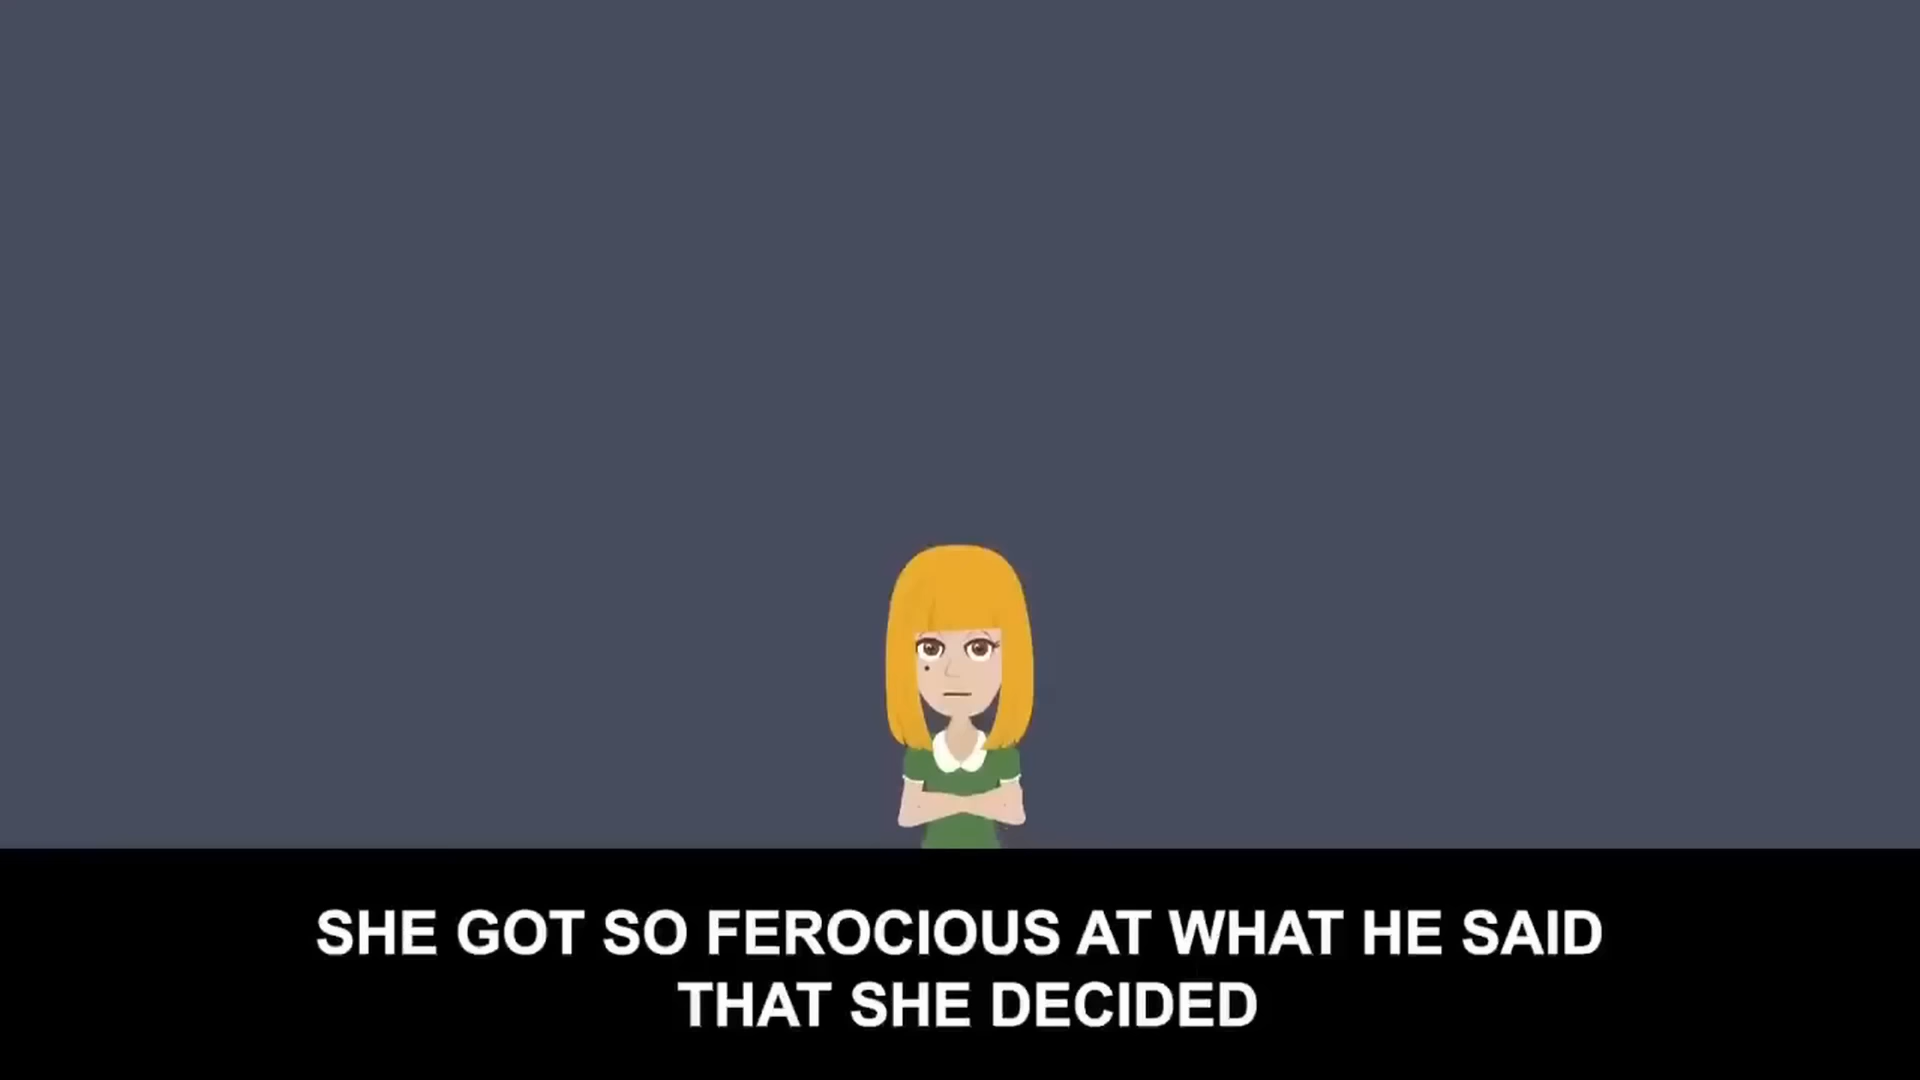 SHE GOT SO FEROCIOUS AT WHAT HE SAID
THAT SHE DECIDED